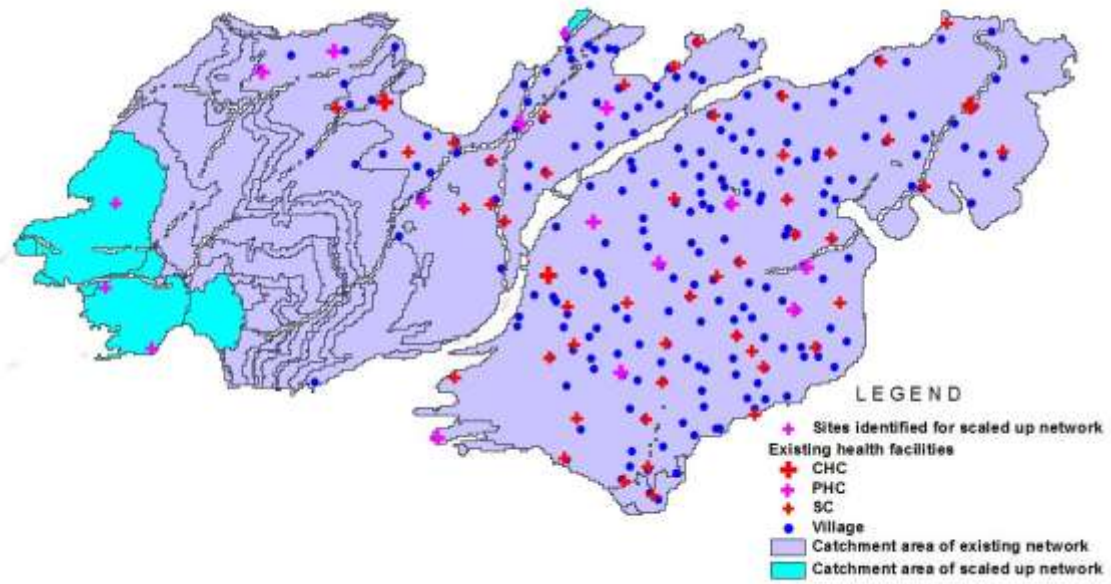 LEGEND
Sites identified for scaled up network
Existing health facilities
CHC
PHC
SC
Village
Catchment area of existing network
Catchment area of scaled up network